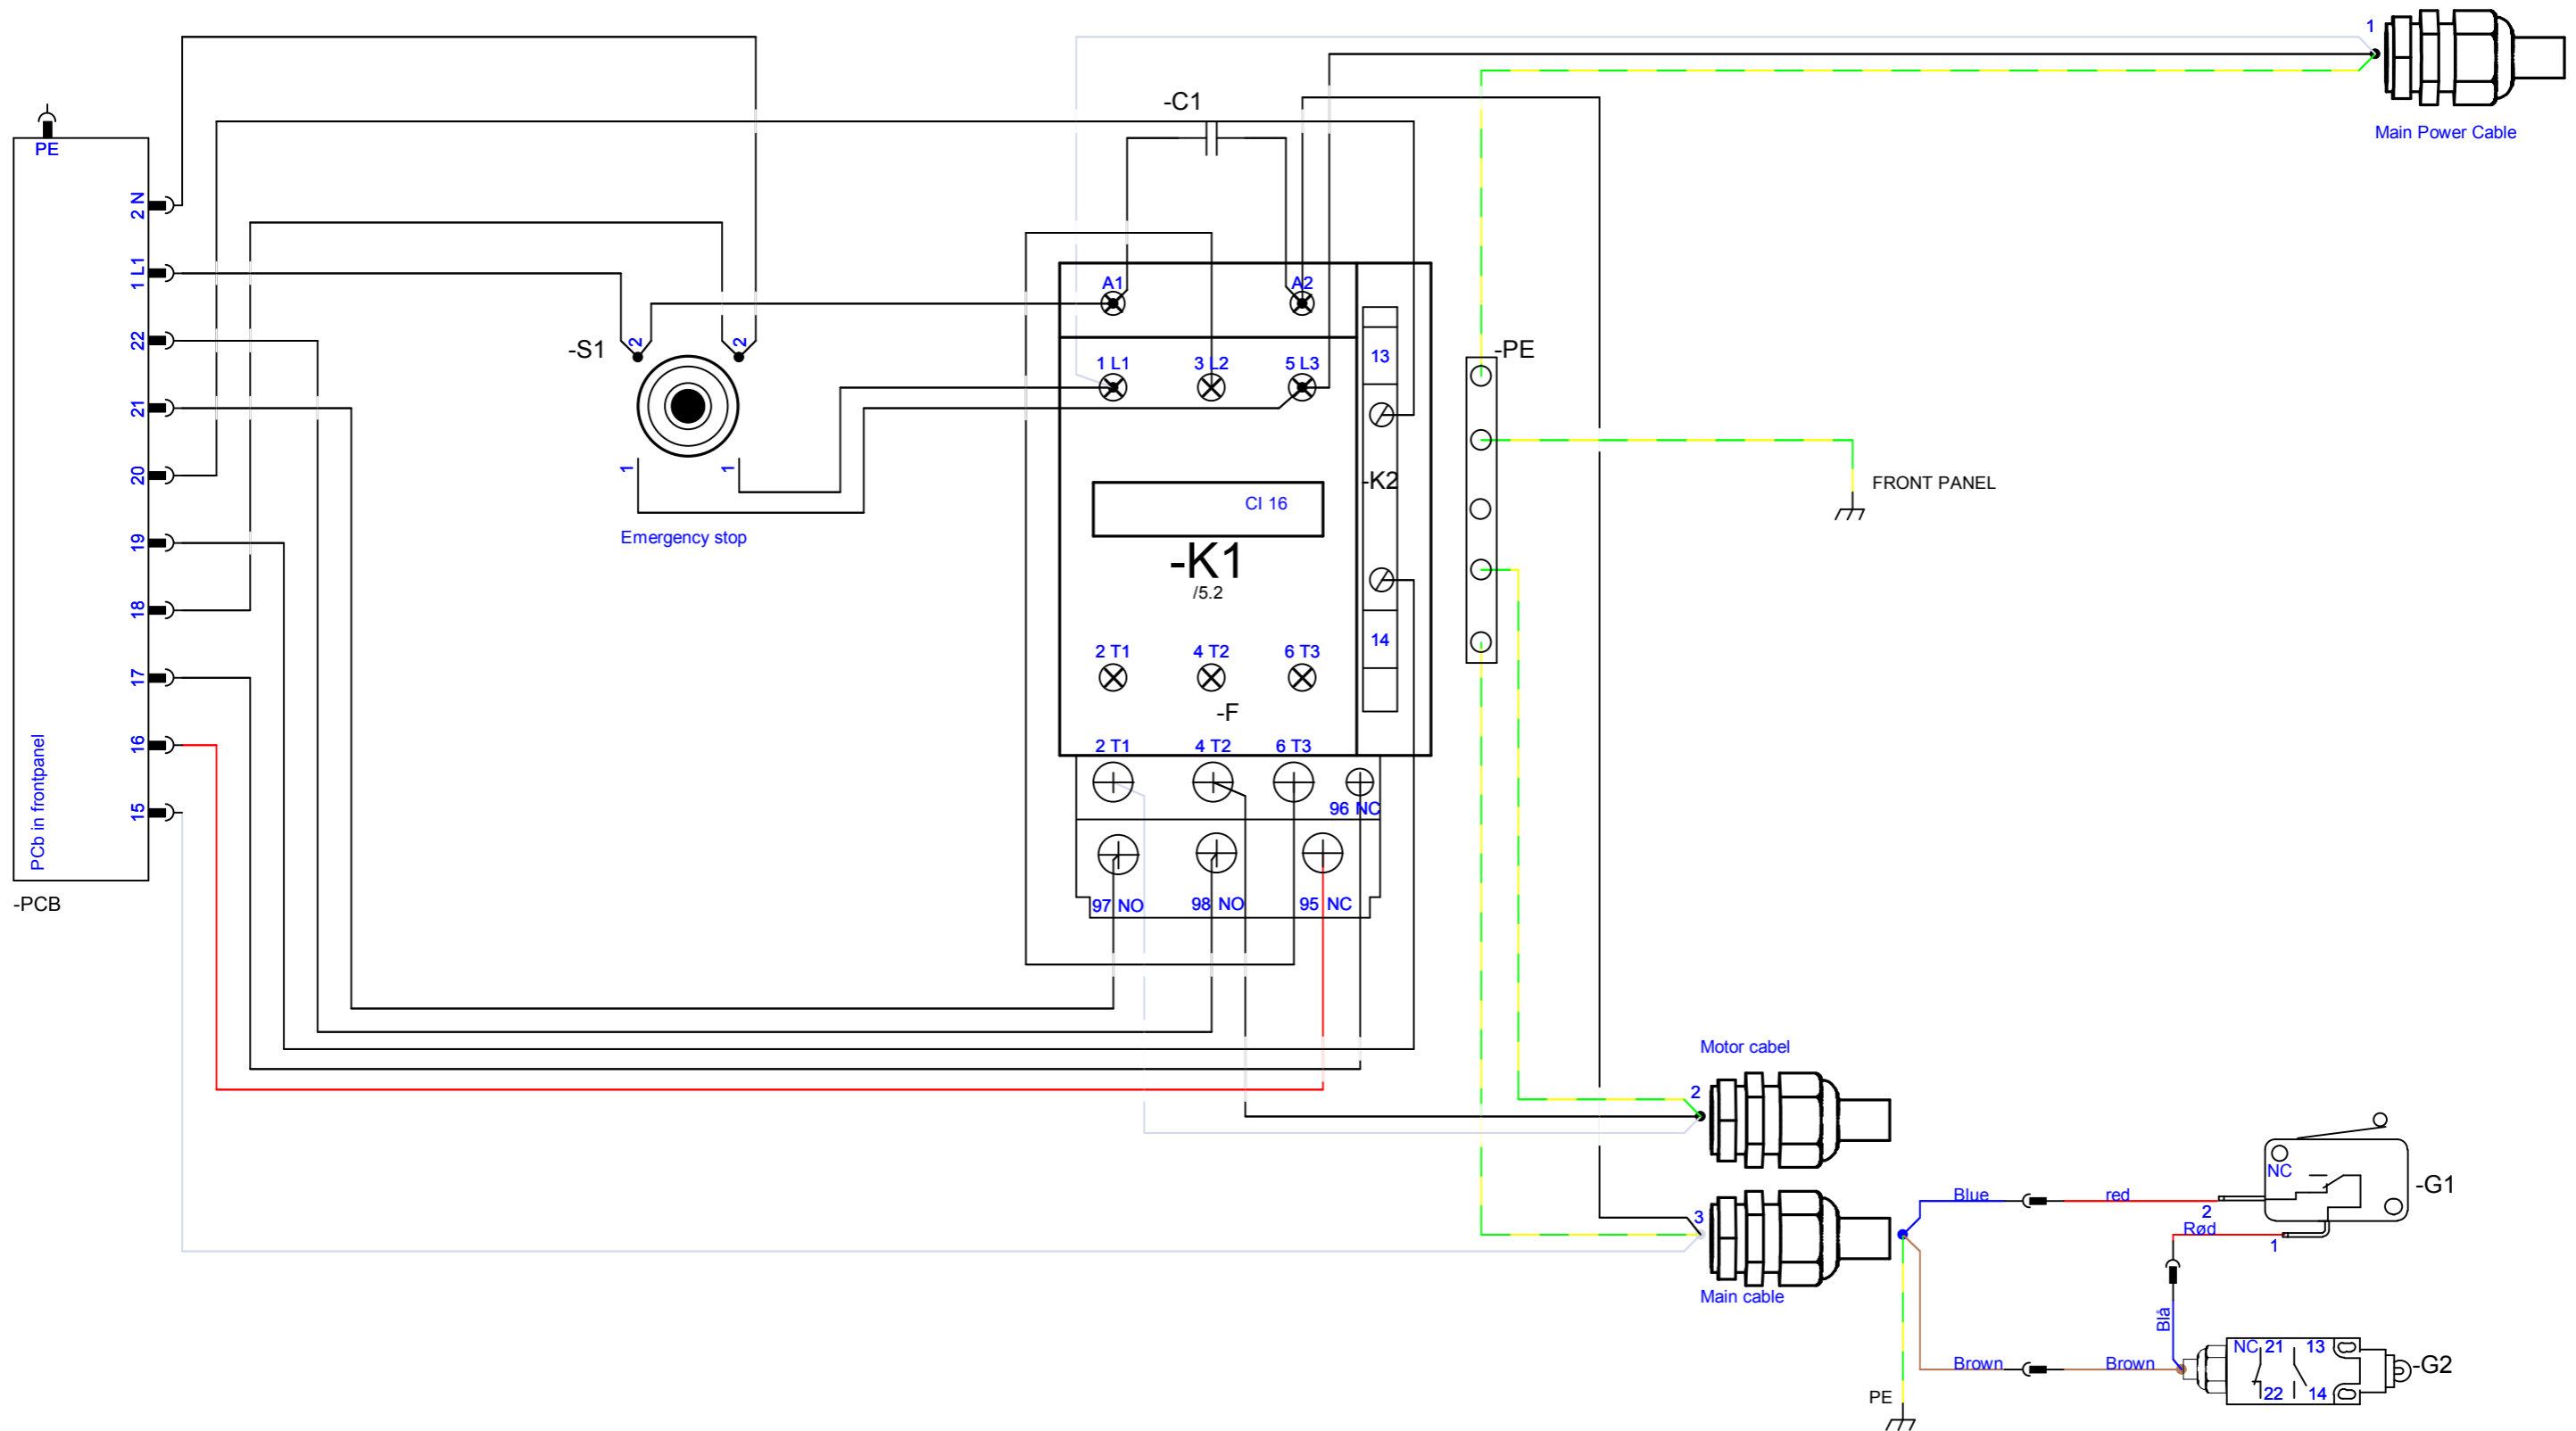 1
Main Power Cable
-C1
PE
2 N
1 L1
22
21
20
19
18
17
16
15
PCb in frontpanel
-PCB
-S1
2
2
1
1
Emergency stop
A1
A2
1 L1
3 L2
5 L3
13
-K2
14
CI 16
-K1
/5.2
2 T1
4 T2
6 T3
-F
2 T1
4 T2
6 T3
96 NC
97 NO
98 NO
95 NC
-PE
FRONT PANEL
Motor cabel
2
3
Main cable
Blue
red
NC
-G1
2
Rød
1
Blå
Brown
Brown
NC 21
13
22
14
-G2
PE